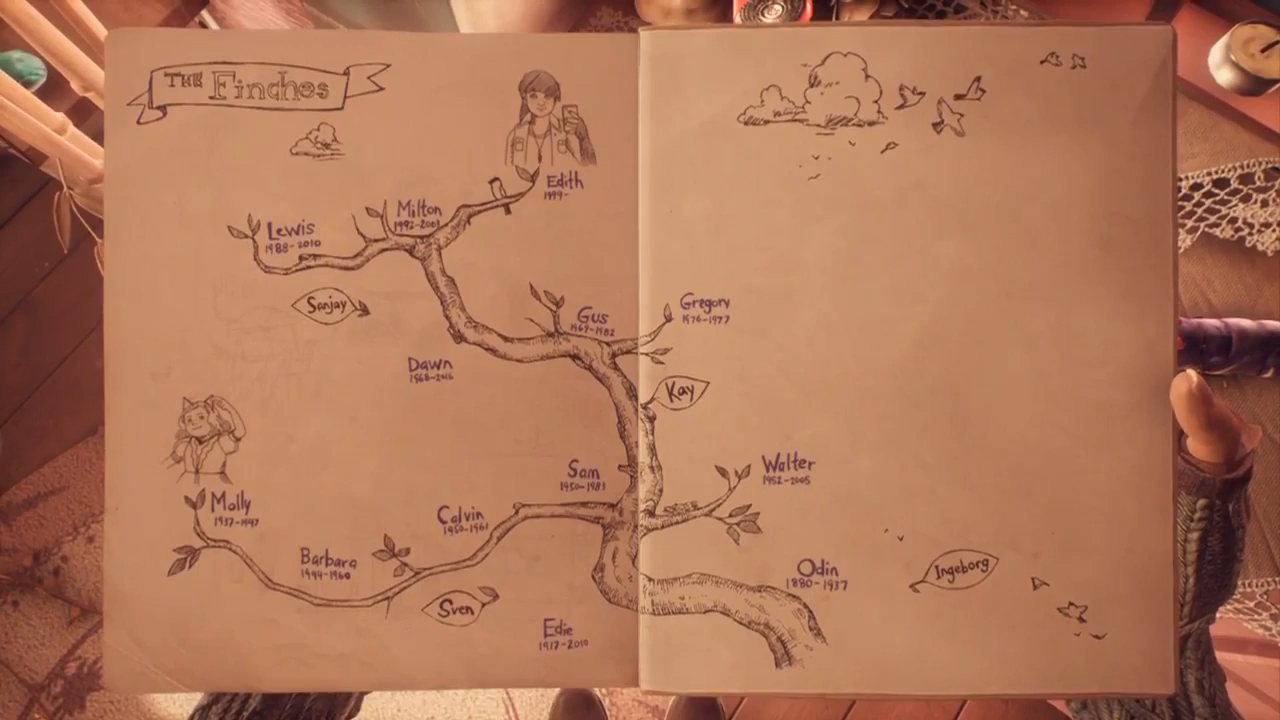 THE Finches
Edith
1999-
Milton
1992-2003
Lewis
1988-2010
Sanjay
Gus
1969-1982
Gregory
1976-1977
Dawn
1968-2016
Kay
Sam
1950-1983
Walter
1952-2005
Molly
1937-1947
Calvin
1950-1961
Barbara
1944-1960
Sven
Odin
1880-1937
Ingeborg
Edie
1917-2010